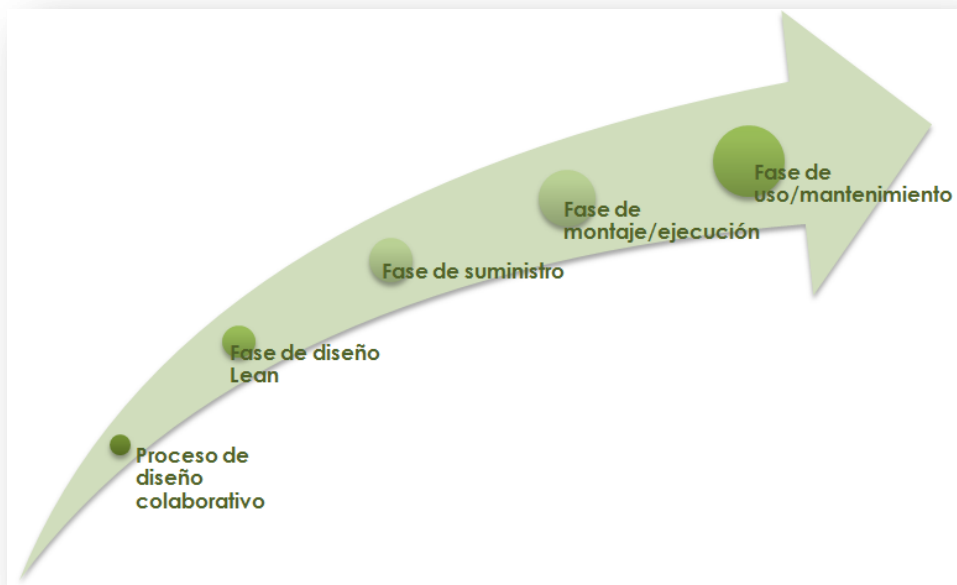 Proceso de
diseño
colaborativo
Fase de diseño
Lean
Fase de suministro
Fase de
montaje/ejecución
Fase de
uso/mantenimiento